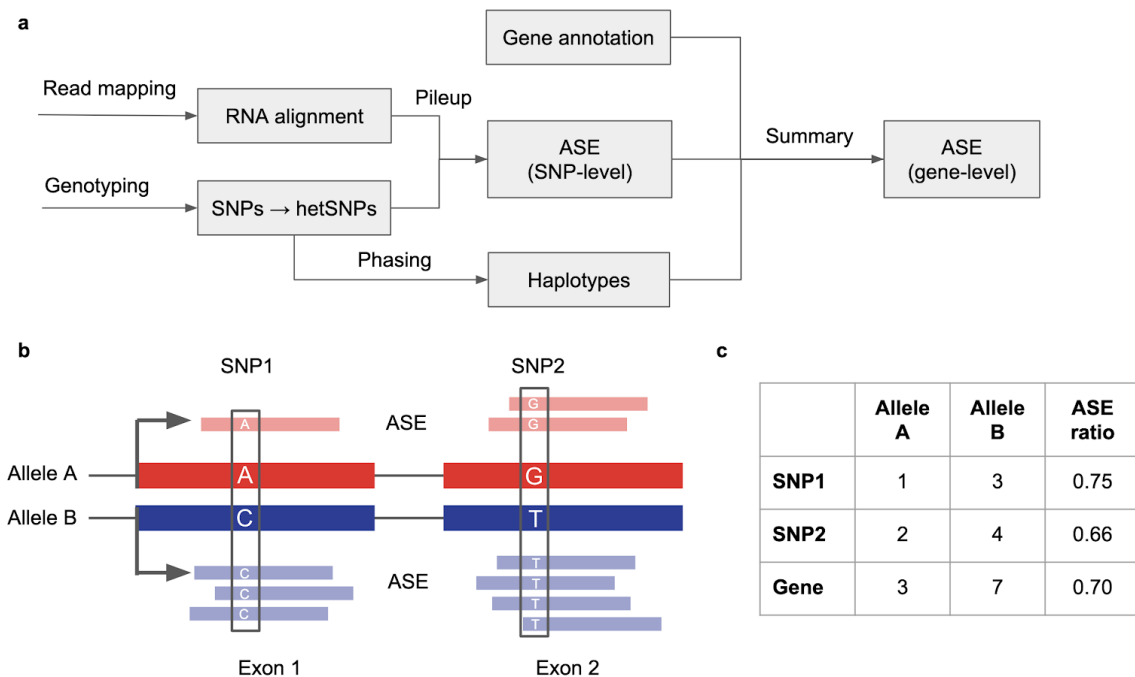 a
Gene annotation
Read mapping
RNA alignment
Pileup
ASE
(SNP-level)
Summary
ASE
(gene-level)
Genotyping
SNPs → hetSNPs
Phasing
Haplotypes
b
SNP1
SNP2
A
ASE
G
G
Allele A
A
G
Allele B
C
T
C
C
C
ASE
T
T
T
T
Exon 1
Exon 2
c
Allele A
Allele B
ASE ratio
SNP1 1 3 0.75
SNP2 2 4 0.66
Gene 3 7 0.70